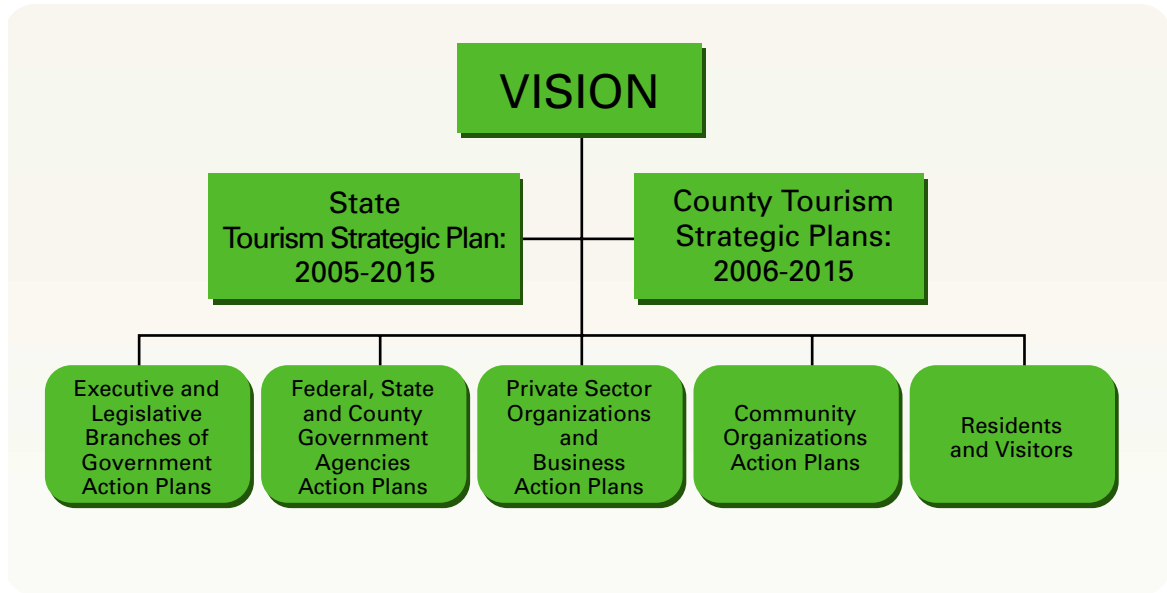 VISION
State
Tourism Strategic Plan:
2005-2015
County Tourism
Strategic Plans:
2006-2015
Executive and
Legislative
Branches of
Government
Action Plans
Federal, State
and County
Government
Agencies
Action Plans
Private Sector
Organizations
and
Business
Action Plans
Community
Organizations
Action Plans
Residents
and Visitors